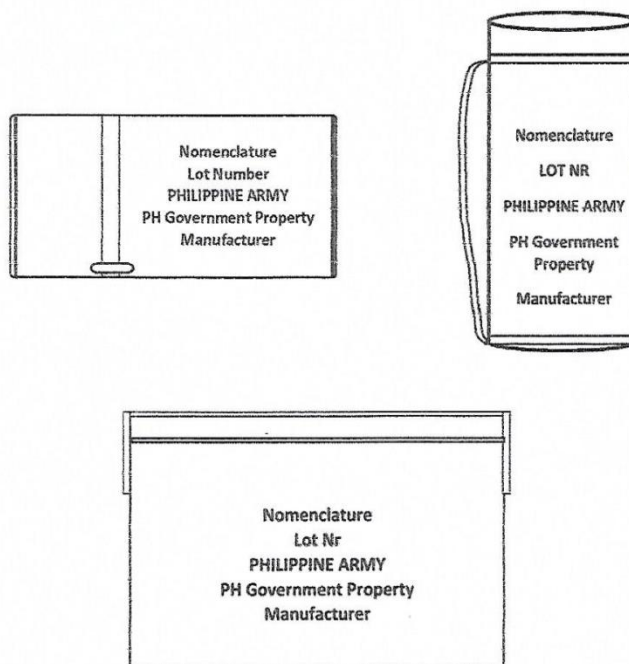 Nomenclature
Lot Number
PHILIPPINE ARMY
PH Government Property
Manufacturer
Nomenclature
LOT NR
PHILIPPINE ARMY
PH Government
Property
Manufacturer
Nomenclature
Lot Nr
PHILIPPINE ARMY
PH Government Property
Manufacturer